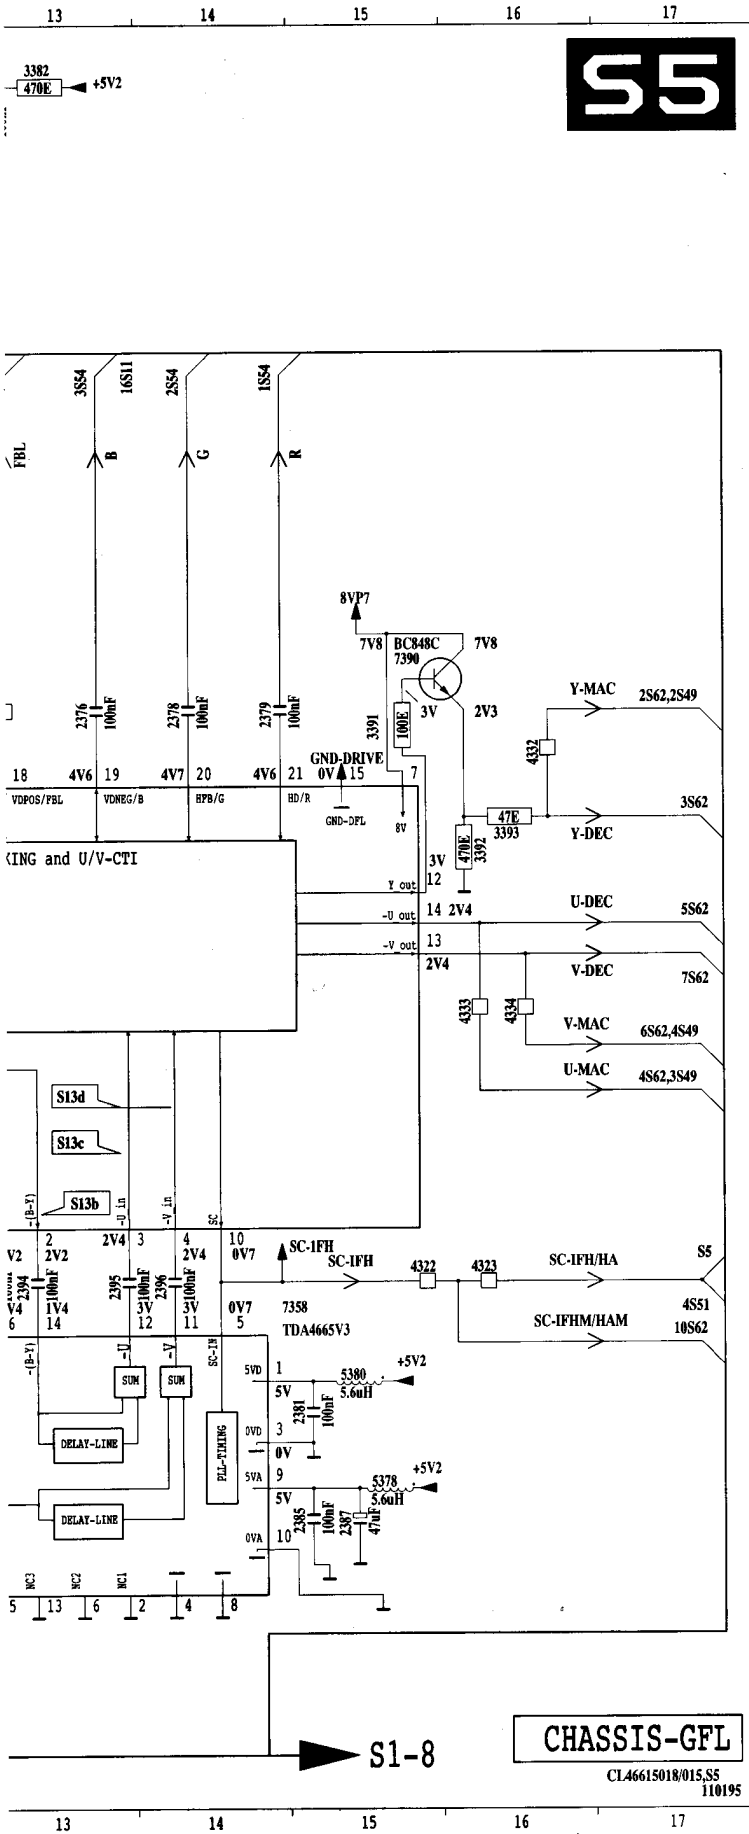 13 14 15 16 17
S5
3382
470E
+5V2
3S54
16S11
2S54
1S54
FBL
B
G
R
8VP7
7V8
BC848C
7390
7V8
3V
2V3
3391
100E
2376
100nF
2378
100nF
2379
100nF
Y-MAC
2S62,2S49
4332
GND-DRIVE
18
4V6
19
4V7
20
4V6
21
0V
15
7
VDPOS/FBL
VDNEG/B
HFB/G
HD/R
GND-DFL
8V
47E
3393
3S62
Y-DEC
470E
3392
KING and U/V-CTI
3V
Y_out
12
-U_out
14
2V4
U-DEC
5S62
-V_out
13
2V4
V-DEC
7S62
4333
4334
V-MAC
6S62,4S49
U-MAC
4S62,3S49
S13d
S13c
S13b
-(B-Y)
-U_in
-V_in
SC
V2
2
2V2
2V4
3
4
2V4
10
0V7
SC-1FH
SC-IFH
4322
4323
SC-IFH/HA
S5
100nF
2394
100nF
2395
100nF
2396
100nF
V4
1V4
3V
3V
0V7
6
14
12
11
5
7358
TDA4665V3
4S51
SC-IFHM/HAM
10S62
-(B-Y)
-U
-V
SC-IN
SUM
SUM
5VD
1
5V
5380
5.6uH
+5V2
2381
100nF
DELAY-LINE
PLL-TIMING
0VD
3
0V
5VA
9
5V
5378
5.6uH
+5V2
2385
100nF
2387
47uF
DELAY-LINE
0VA
10
NC3
NC2
NC1
5
13
6
2
4
8
S1-8
CHASSIS-GFL
CL46615018/015,S5
110195
13 14 15 16 17